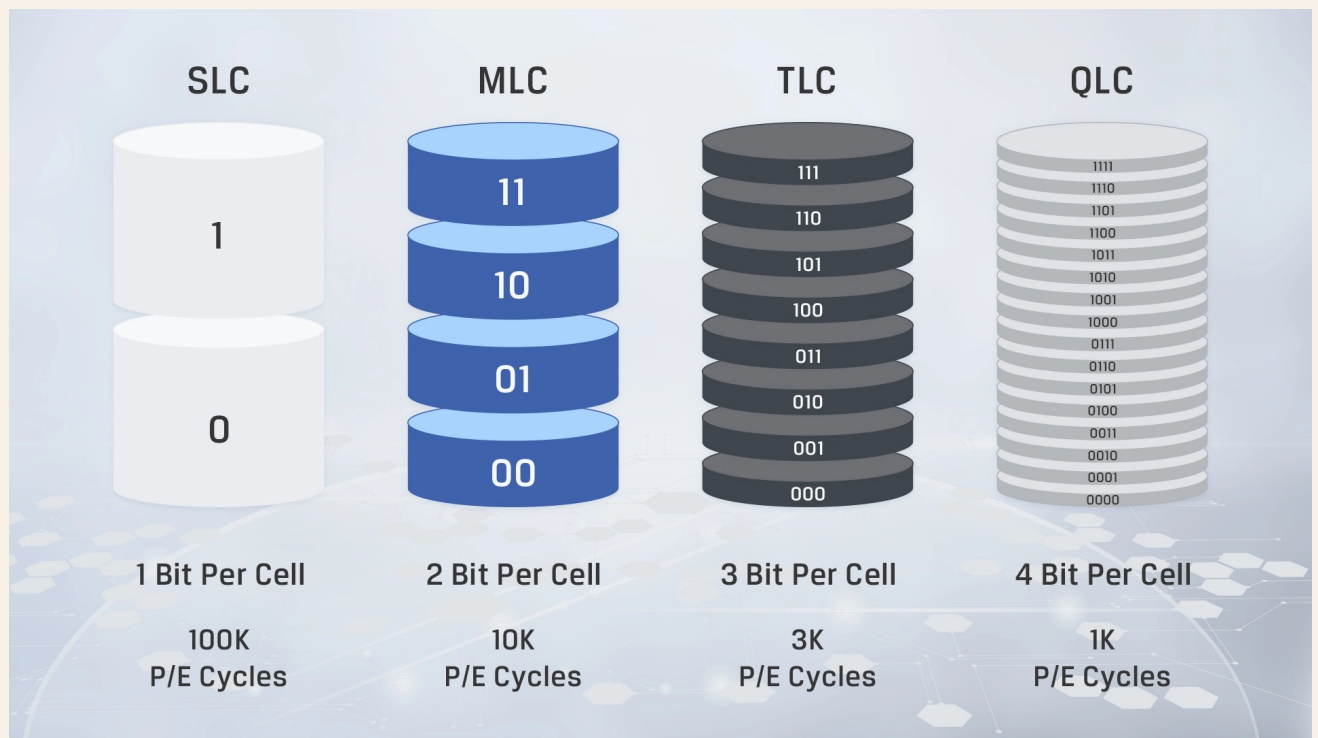 SLC
1
0
1 Bit Per Cell
100K
P/E Cycles
MLC
11
10
01
00
2 Bit Per Cell
10K
P/E Cycles
TLC
111
110
101
100
011
010
001
000
3 Bit Per Cell
3K
P/E Cycles
QLC
1111
1110
1101
1100
1011
1010
1001
1000
0111
0110
0101
0100
0011
0010
0001
0000
4 Bit Per Cell
1K
P/E Cycles